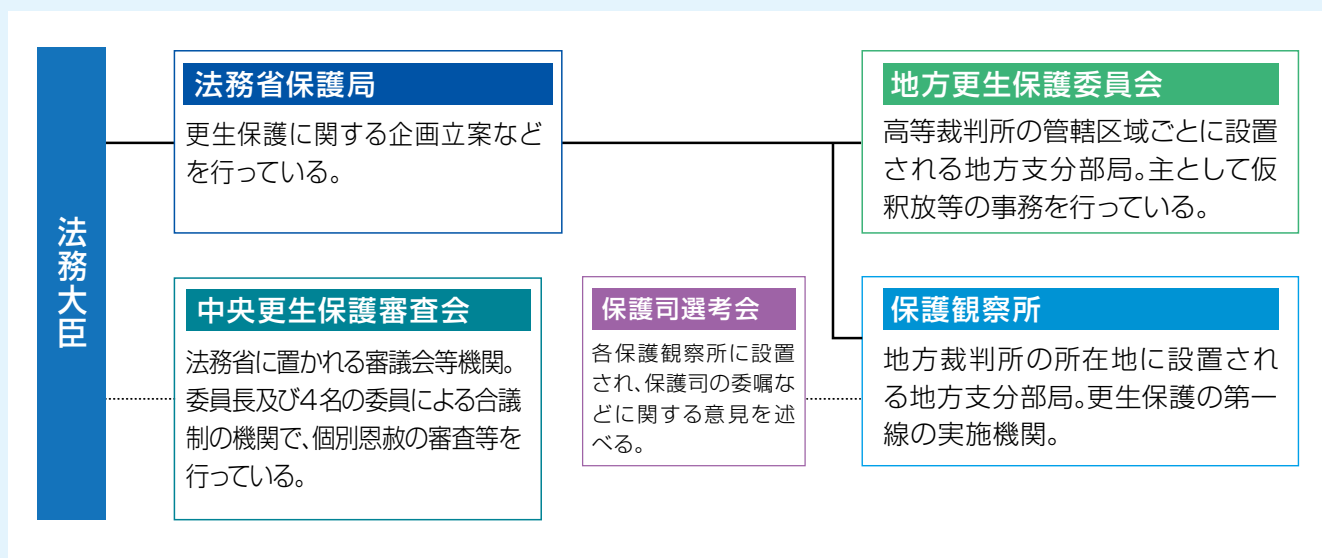 法務大臣
法務省保護局
更生保護に関する企画立案など
を行っている。
地方更生保護委員会
高等裁判所の管轄区域ごとに設置
される地方支分部局。主として仮
釈放等の事務を行っている。
中央更生保護審査会
法務省に置かれる審議会等機関。
委員長及び4名の委員による合議
制の機関で、個別恩赦の審査等を
行っている。
保護司選考会
各保護観察所に設置
され、保護司の委嘱な
どに関する意見を述
べる。
保護観察所
地方裁判所の所在地に設置され
る地方支分部局。更生保護の第一
線の実施機関。